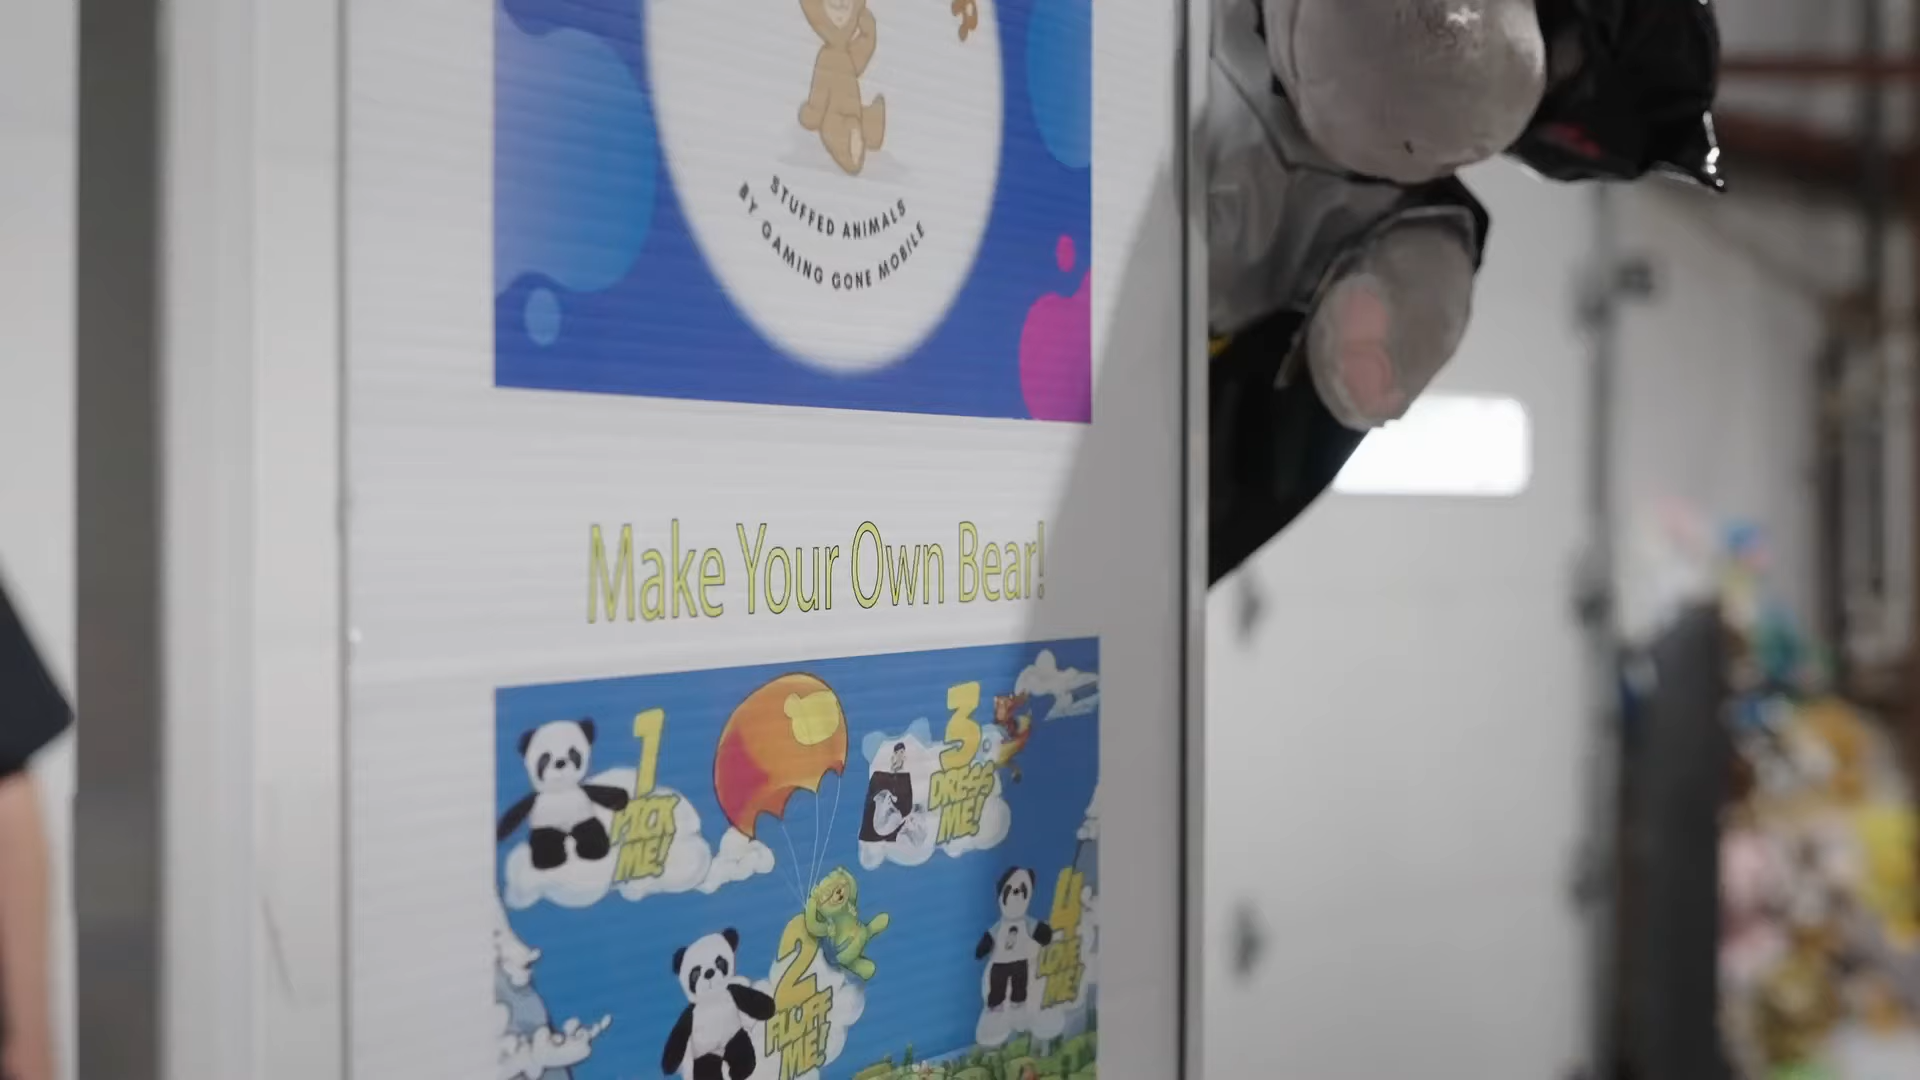 STUFFED ANIMALS
BY GAMING GONE MOBILE
Make Your Own Bear!
1
PICK
ME!
3
DRESS
ME!
2
FLUFF
ME!
4
LOVE
ME!